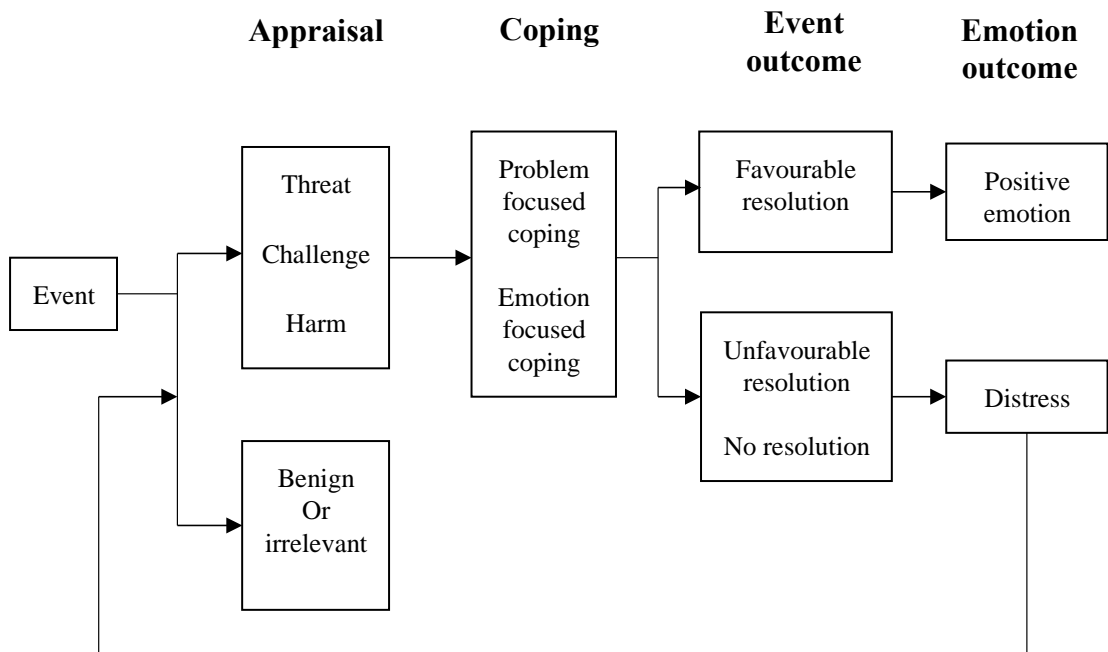 Appraisal
Coping
Event
outcome
Emotion
outcome
Event
Threat
Challenge
Harm
Benign
Or
irrelevant
Problem
focused
coping
Emotion
focused
coping
Favourable
resolution
Unfavourable
resolution
No resolution
Positive
emotion
Distress